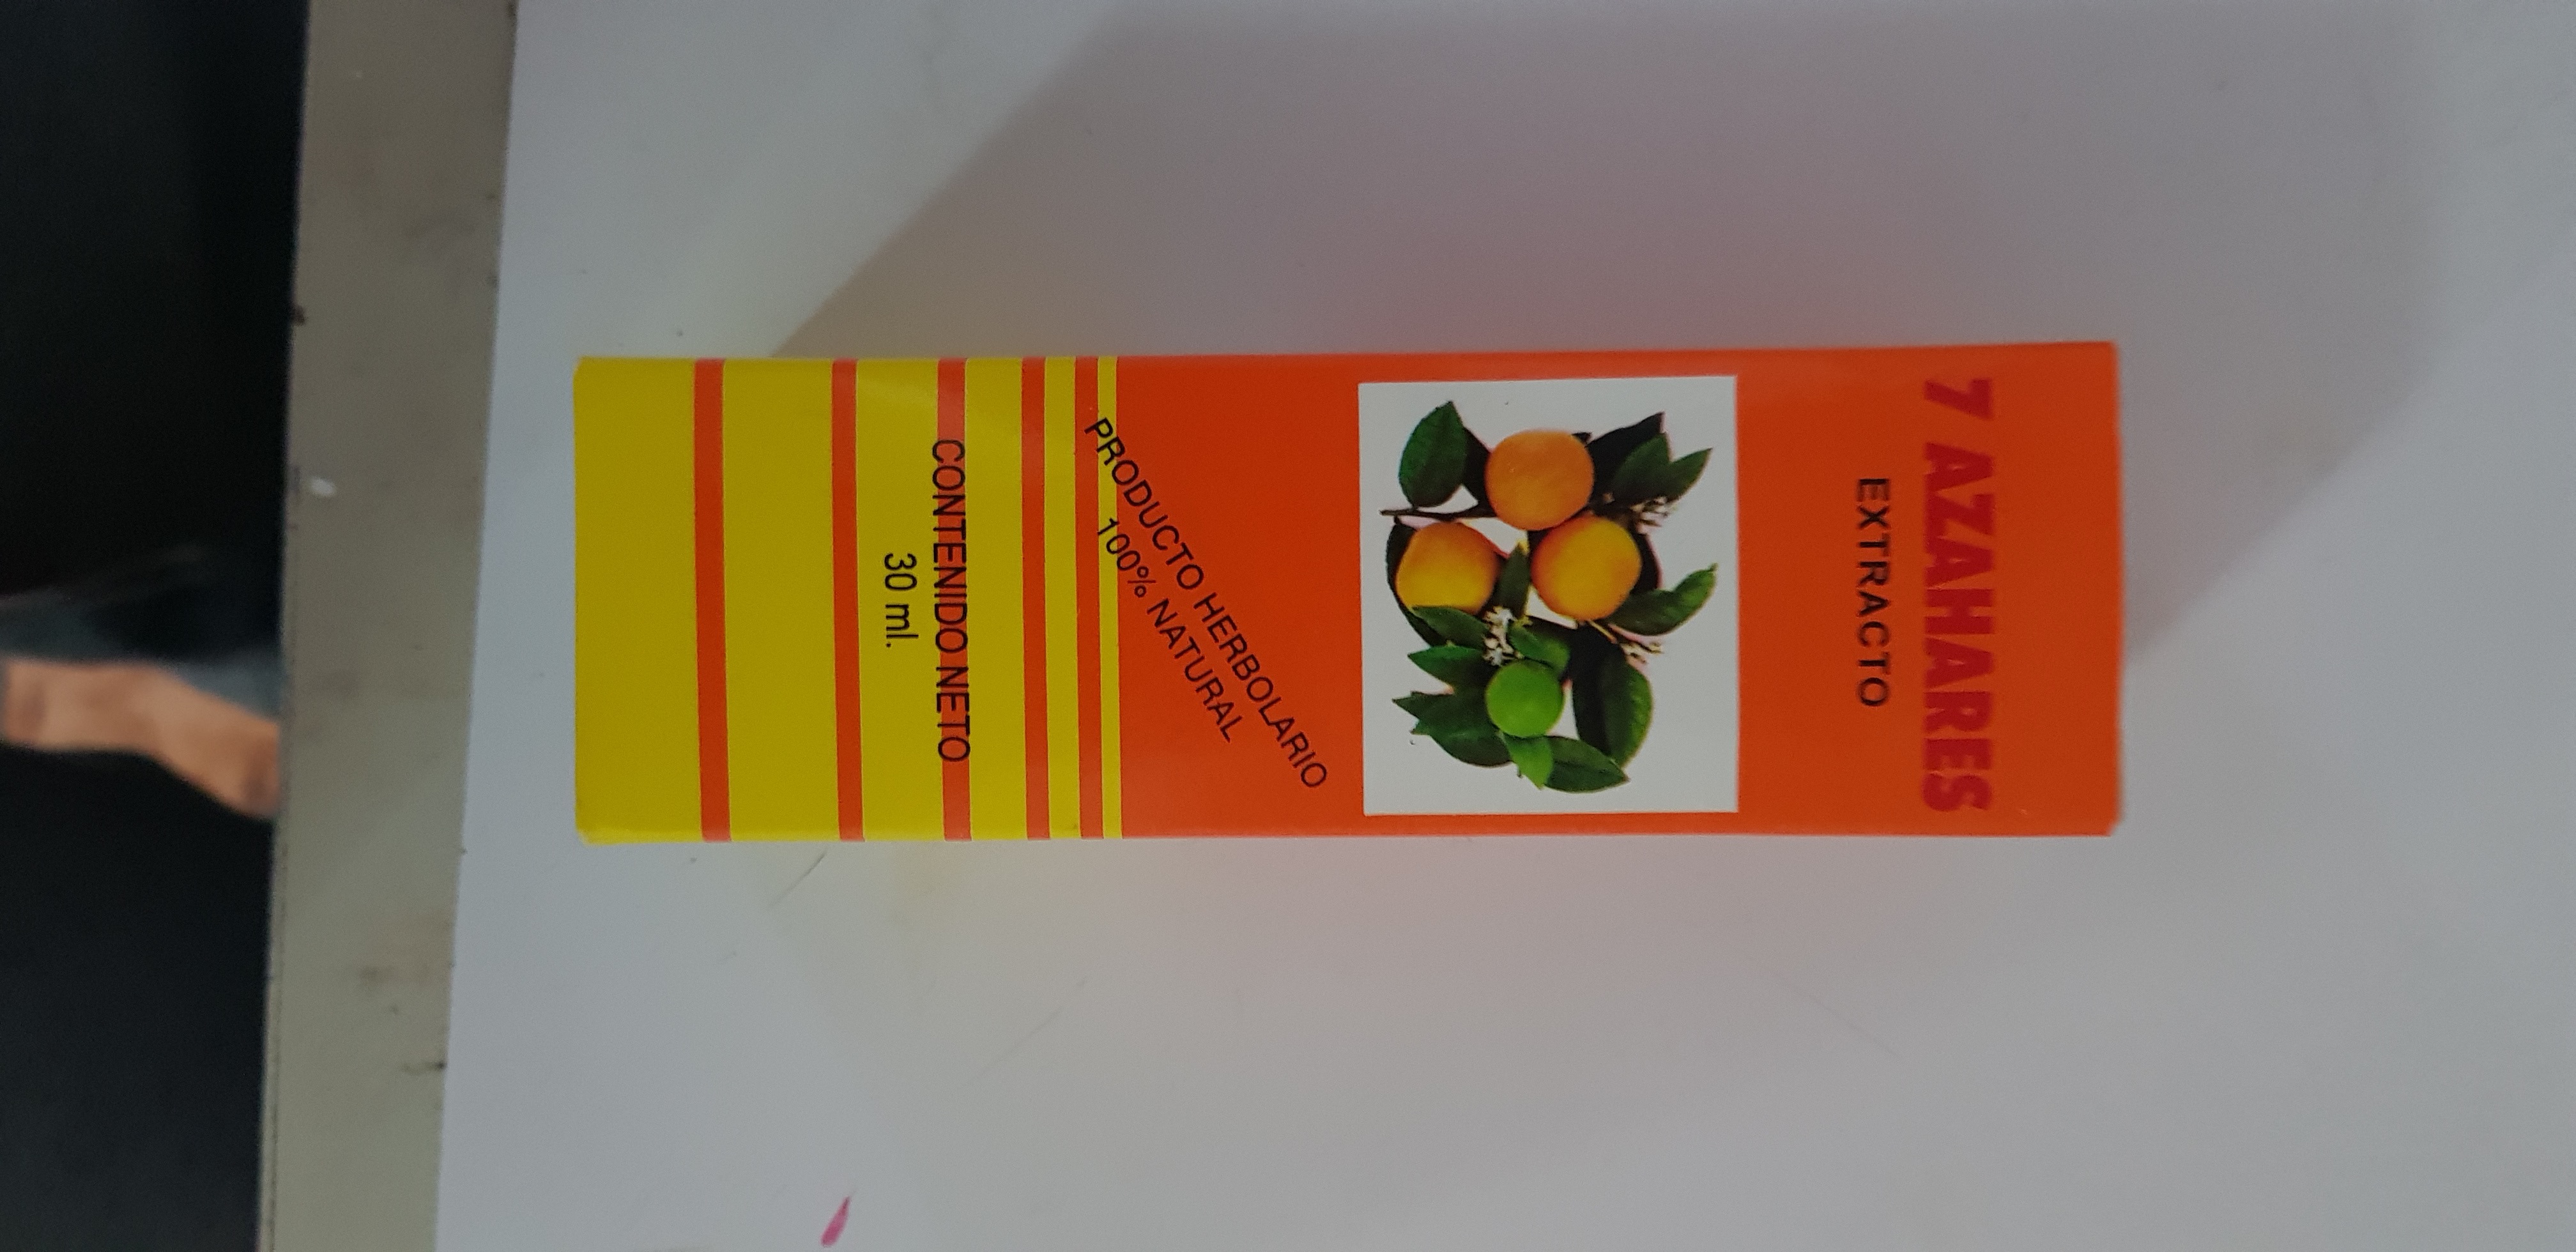 7 AZAHARES
EXTRACTO
PRODUCTO HERBOLARIO
100% NATURAL
CONTENIDO NETO
30 ml.